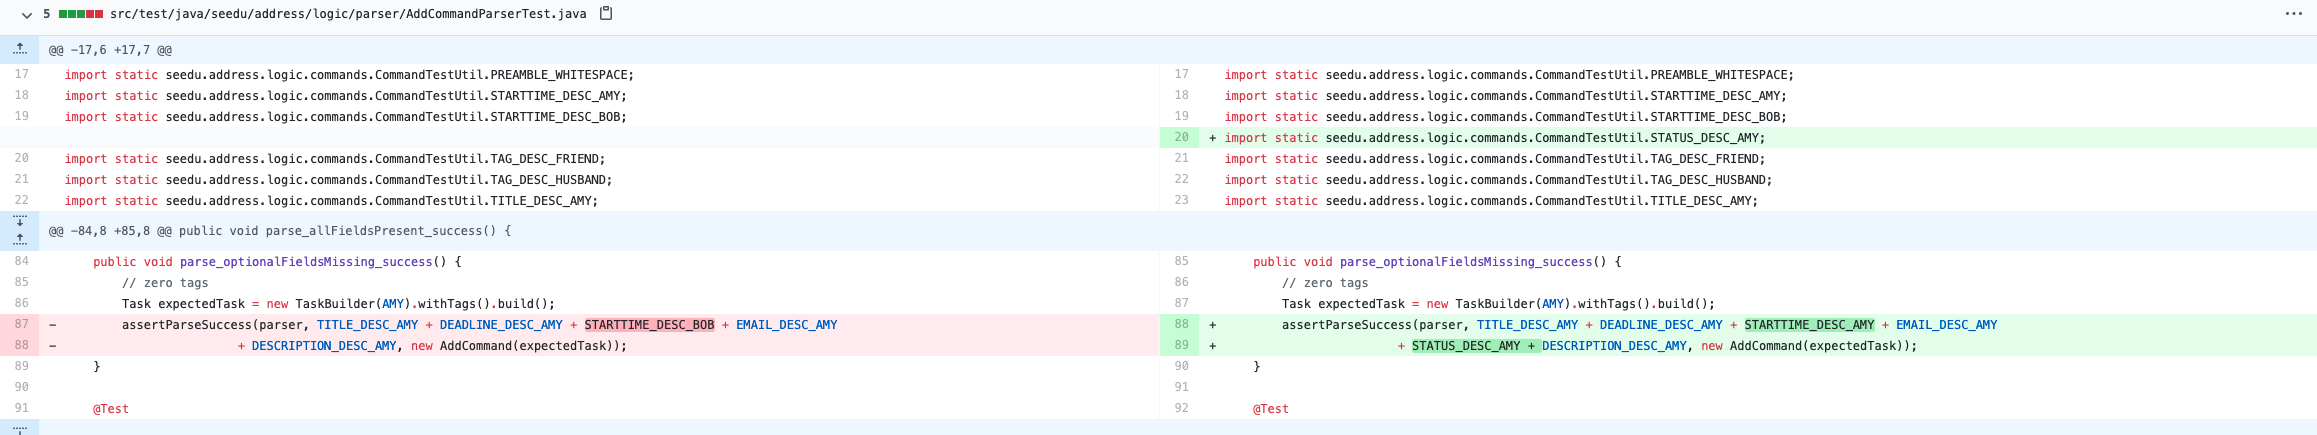 5 src/test/java/seedu/address/logic/parser/AddCommandParserTest.java
@@ -17,6 +17,7 @@
17 import static seedu.address.logic.commands.CommandTestUtil.PREAMBLE_WHITESPACE;
18 import static seedu.address.logic.commands.CommandTestUtil.STARTTIME_DESC_AMY;
19 import static seedu.address.logic.commands.CommandTestUtil.STARTTIME_DESC_BOB;
20 import static seedu.address.logic.commands.CommandTestUtil.TAG_DESC_FRIEND;
21 import static seedu.address.logic.commands.CommandTestUtil.TAG_DESC_HUSBAND;
22 import static seedu.address.logic.commands.CommandTestUtil.TITLE_DESC_AMY;
17 import static seedu.address.logic.commands.CommandTestUtil.PREAMBLE_WHITESPACE;
18 import static seedu.address.logic.commands.CommandTestUtil.STARTTIME_DESC_AMY;
19 import static seedu.address.logic.commands.CommandTestUtil.STARTTIME_DESC_BOB;
20 + import static seedu.address.logic.commands.CommandTestUtil.STATUS_DESC_AMY;
21 import static seedu.address.logic.commands.CommandTestUtil.TAG_DESC_FRIEND;
22 import static seedu.address.logic.commands.CommandTestUtil.TAG_DESC_HUSBAND;
23 import static seedu.address.logic.commands.CommandTestUtil.TITLE_DESC_AMY;
@@ -84,8 +85,8 @@ public void parse_allFieldsPresent_success() {
84 public void parse_optionalFieldsMissing_success() {
85 // zero tags
86 Task expectedTask = new TaskBuilder(AMY).withTags().build();
87 - assertParseSuccess(parser, TITLE_DESC_AMY + DEADLINE_DESC_AMY + STARTTIME_DESC_BOB + EMAIL_DESC_AMY
88 - + DESCRIPTION_DESC_AMY, new AddCommand(expectedTask));
89 }
90
91 @Test
85 public void parse_optionalFieldsMissing_success() {
86 // zero tags
87 Task expectedTask = new TaskBuilder(AMY).withTags().build();
88 + assertParseSuccess(parser, TITLE_DESC_AMY + DEADLINE_DESC_AMY + STARTTIME_DESC_AMY + EMAIL_DESC_AMY
89 + + STATUS_DESC_AMY + DESCRIPTION_DESC_AMY, new AddCommand(expectedTask));
90 }
91
92 @Test